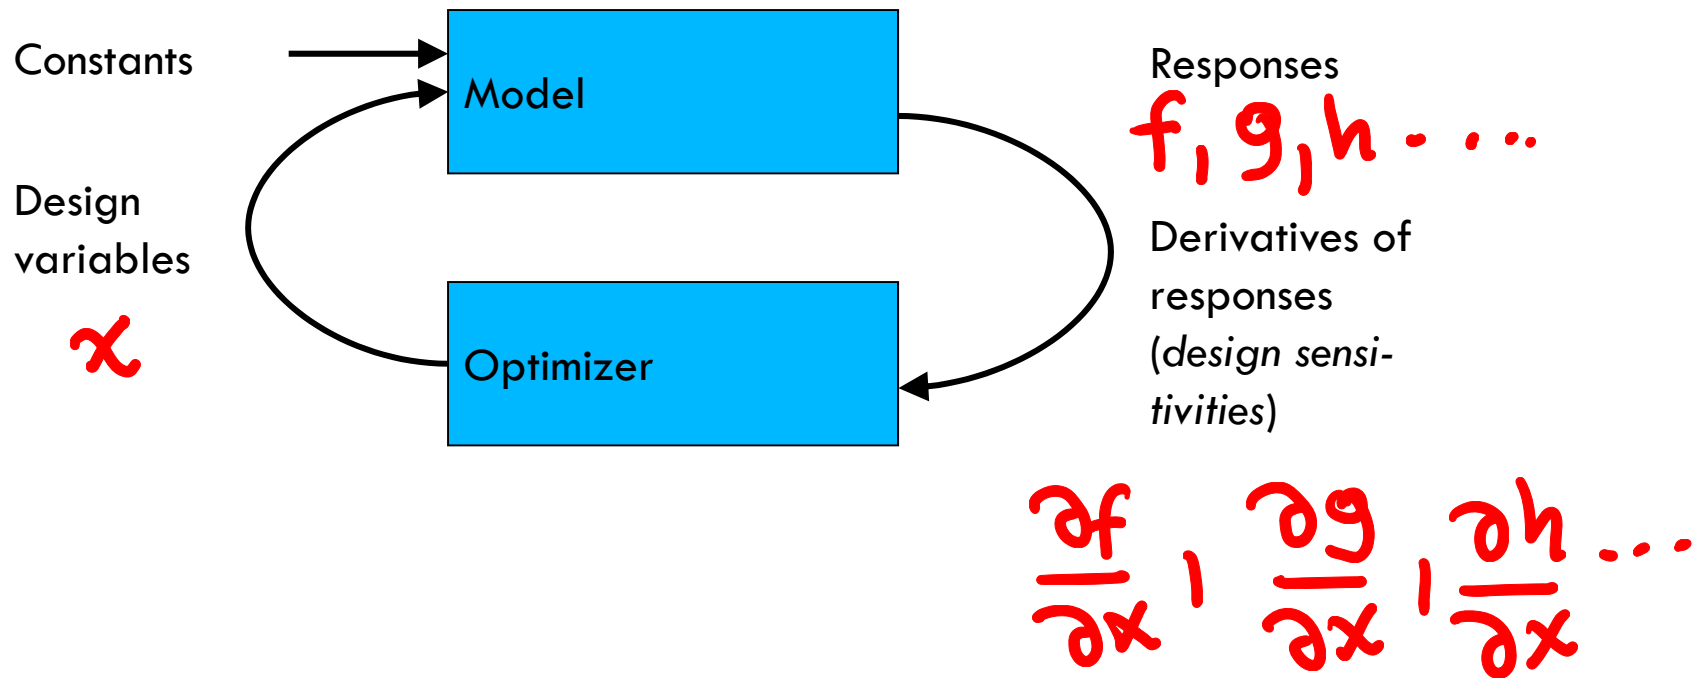 Constants
Model
Responses
f, g, h - . . . .
Design
variables
x
Derivatives of
responses
(design sensi-
tivities)
Optimizer
∂f/∂x , ∂g/∂x , ∂h/∂x . . . .